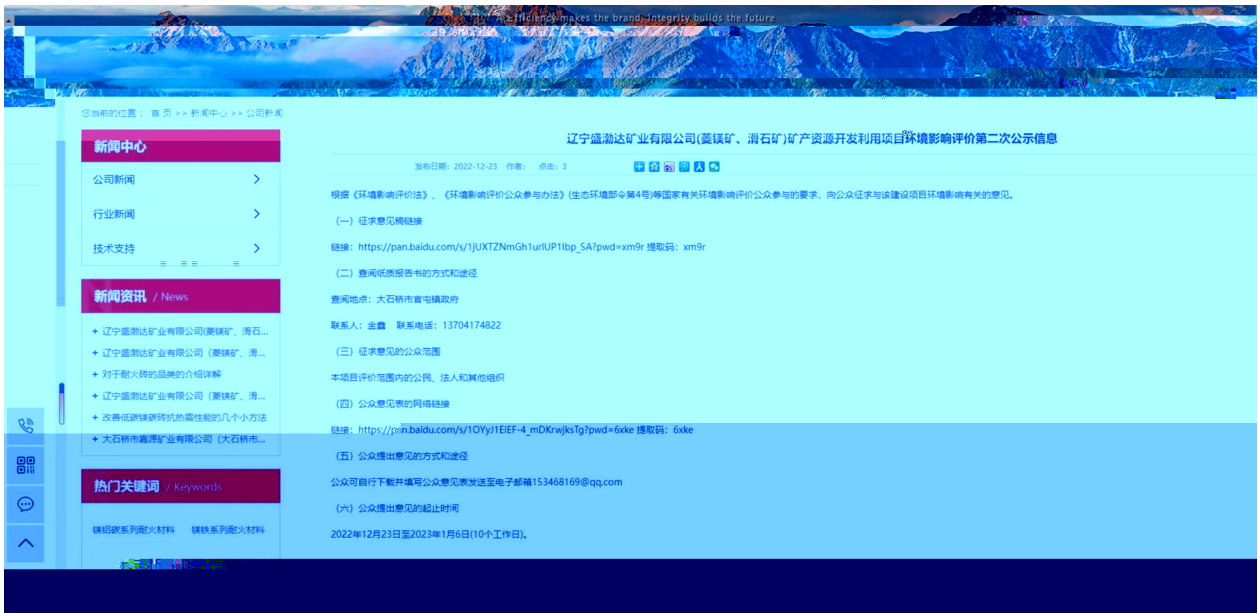 Efficiency makes the brand, integrity builds the future
您当前的位置： 首 页 >> 新闻中心 >> 公司新闻
新闻中心
公司新闻
行业新闻
技术支持
新闻资讯 / News
+ 辽宁盛渤达矿业有限公司(菱镁矿、滑石...
+ 辽宁盛渤达矿业有限公司（菱镁矿、滑...
+ 对于耐火砖的品类的介绍详解
+ 辽宁盛渤达矿业有限公司（菱镁矿、滑...
+ 改善低碳镁碳砖抗热震性能的几个小方法
+ 大石桥市嘉源矿业有限公司（大石桥市...
热门关键词 / Keywords
镁铝碳系列耐火材料 镁铁系列耐火材料
辽宁盛渤达矿业有限公司(菱镁矿、滑石矿)矿产资源开发利用项目环境影响评价第二次公示信息
发布日期：2022-12-23 作者： 点击：3
根据《环境影响评价法》、《环境影响评价公众参与办法》(生态环境部令第4号)等国家有关环境影响评价公众参与的要求，向公众征求与该建设项目环境影响有关的意见。
（一）征求意见稿链接
链接：https://pan.baidu.com/s/1jUXTZNmGh1urIUP1Ibp_SA?pwd=xm9r 提取码：xm9r
（二）查阅纸质报告书的方式和途径
查阅地点：大石桥市官屯镇政府
联系人：金鑫 联系电话：13704174822
（三）征求意见的公众范围
本项目评价范围内的公民、法人和其他组织
（四）公众意见表的网络链接
链接：https://pan.baidu.com/s/1OYyJ1EiEF-4_mDKrwjksTg?pwd=6xke 提取码：6xke
（五）公众提出意见的方式和途径
公众可自行下载并填写公众意见表发送至电子邮箱153468169@qq.com
（六）公众提出意见的起止时间
2022年12月23日至2023年1月6日(10个工作日)。